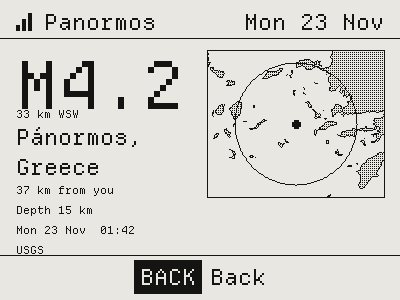 Panormos
Mon 23 Nov
M4.2
33 km WSW
Pánormos,
Greece
37 km from you
Depth 15 km
Mon 23 Nov 01:42
USGS
BACK Back